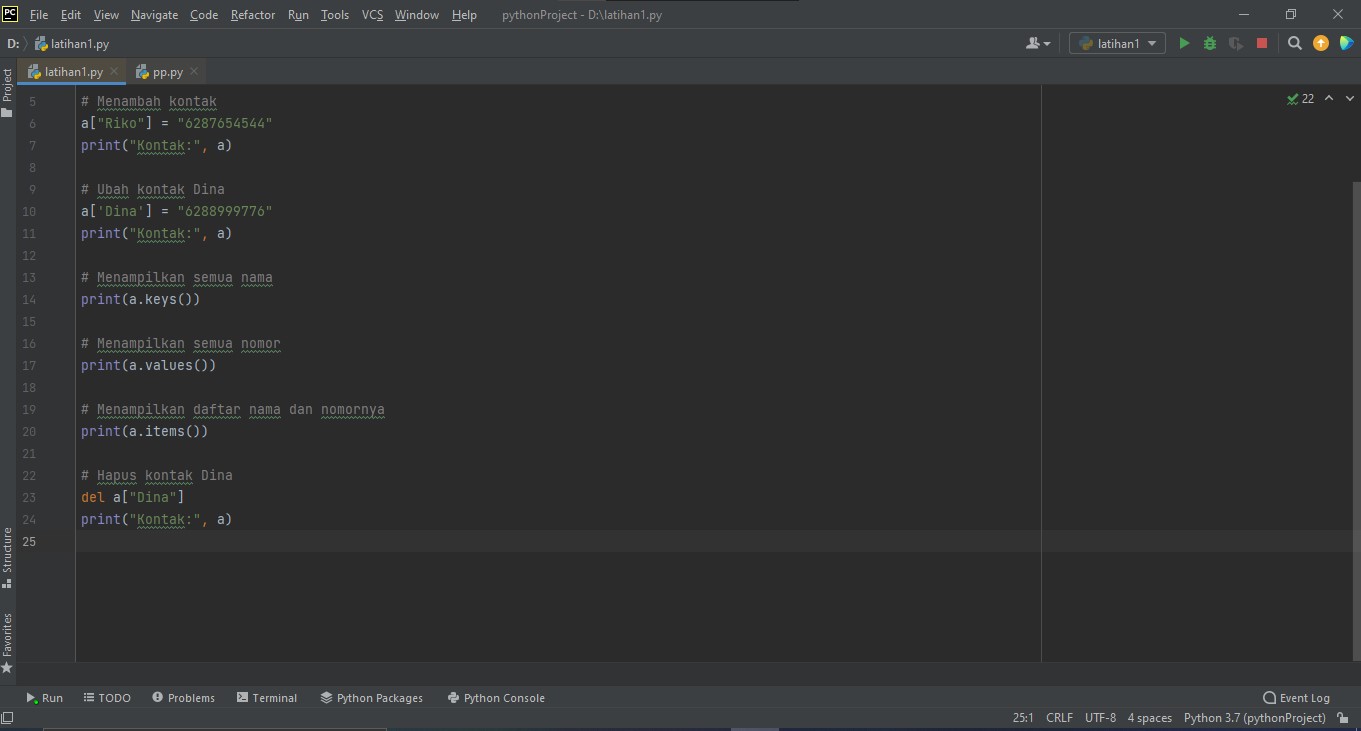 PC File Edit View Navigate Code Refactor Run Tools VCS Window Help pythonProject - D:\latihan1.py
D: latihan1.py latihan1
latihan1.py pp.py
Project
5 # Menambah kontak 22
6 a["Riko"] = "6287654544"
7 print("Kontak:", a)
8
9 # Ubah kontak Dina
10 a['Dina'] = "6288999776"
11 print("Kontak:", a)
12
13 # Menampilkan semua nama
14 print(a.keys())
15
16 # Menampilkan semua nomor
17 print(a.values())
18
19 # Menampilkan daftar nama dan nomornya
20 print(a.items())
21
22 # Hapus kontak Dina
23 del a["Dina"]
24 print("Kontak:", a)
25
Structure
Favorites
Run TODO Problems Terminal Python Packages Python Console Event Log
25:1 CRLF UTF-8 4 spaces Python 3.7 (pythonProject)